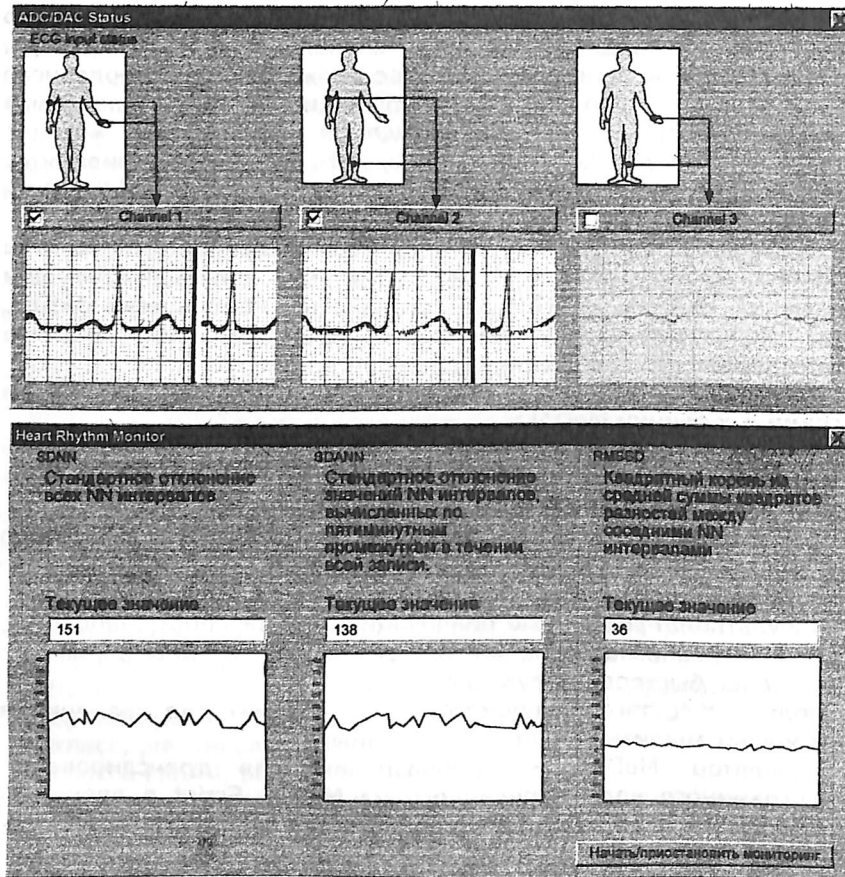 ADC/DAC Status
ECG input status
Channel 1
Channel 2
Channel 3
Heart Rhythm Monitor
SDNN
Стандартное отклонение
всех NN интервалов
SDANN
Стандартное отклонение
значений NN интервалов,
вычисленных по
пятиминутным
промежуткам в течении
всей записи.
RMSSD
Квадратный корень из
средней суммы квадратов
разностей между
соседними NN
интервалами
Текущее значение
151
Текущее значение
138
Текущее значение
36
Начать/приостановить мониторинг